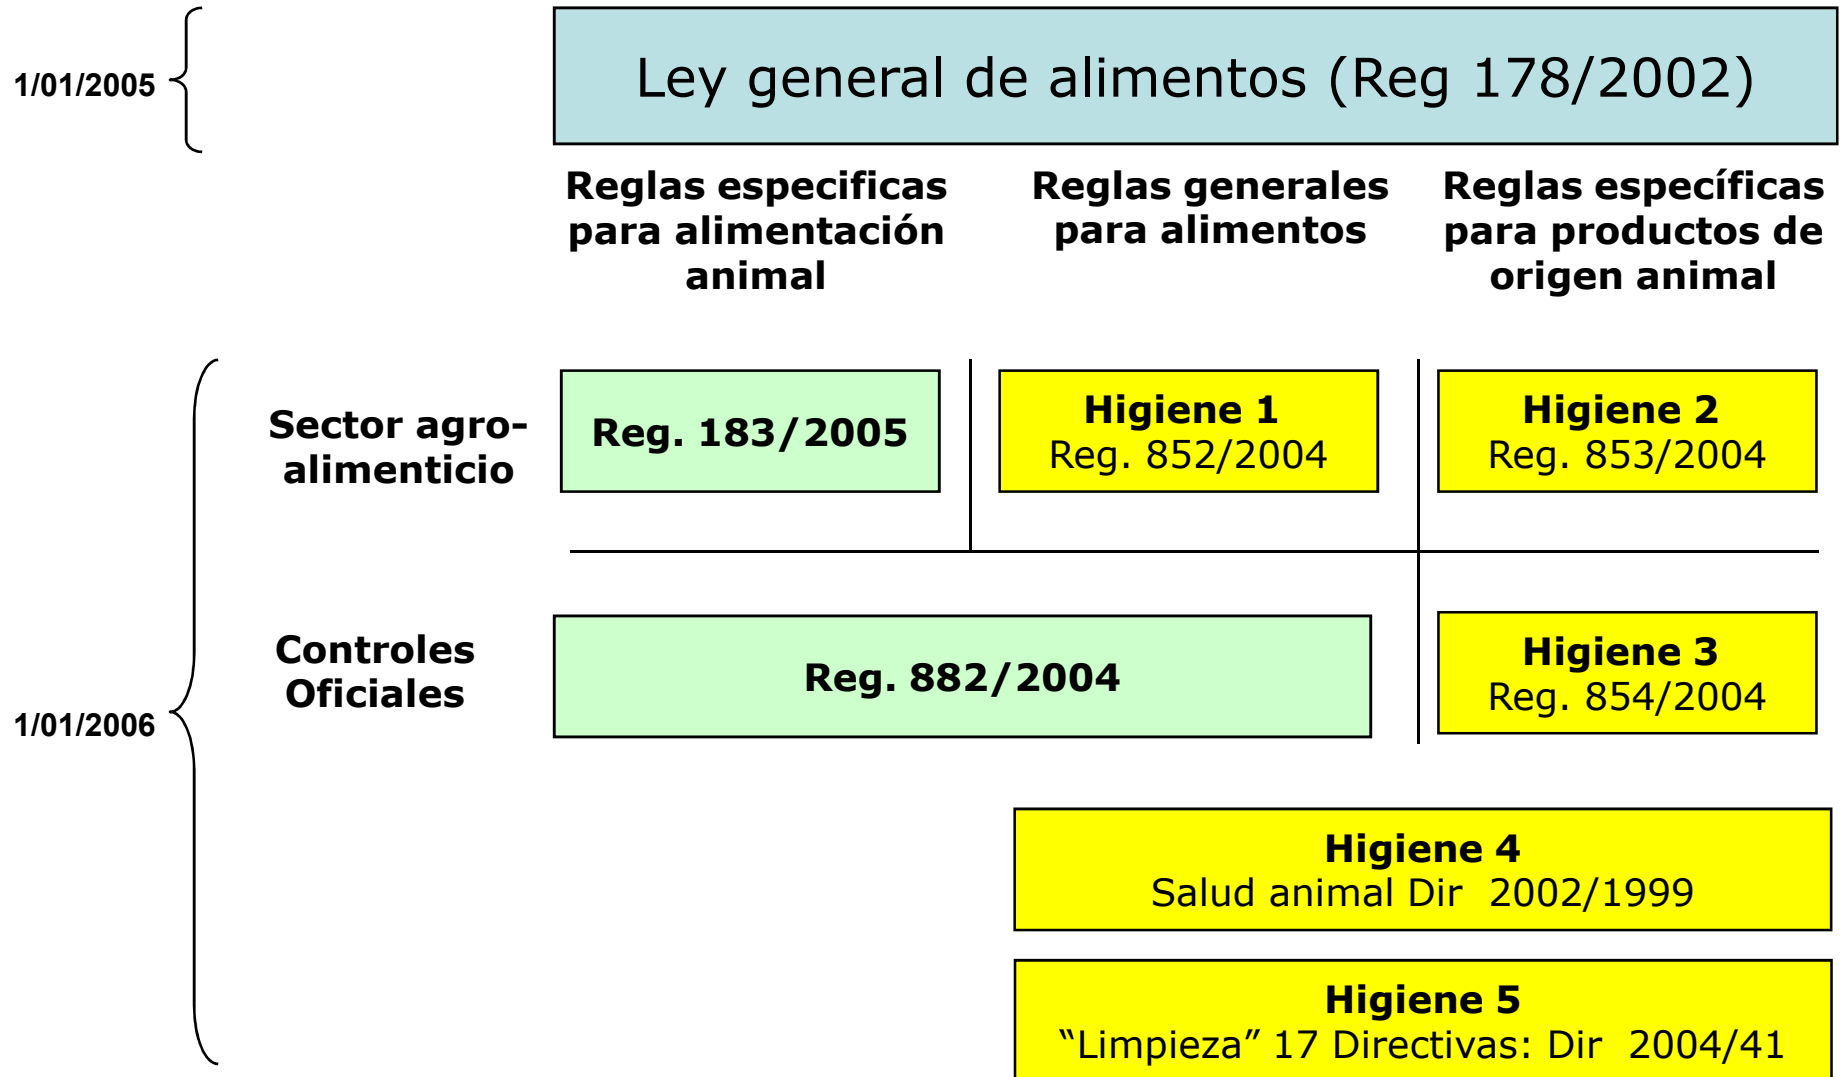 1/01/2005
Ley general de alimentos (Reg 178/2002)
Reglas especificas
para alimentación
animal
Reglas generales
para alimentos
Reglas específicas
para productos de
origen animal
Sector agro-
alimenticio
Reg. 183/2005
Higiene 1
Reg. 852/2004
Higiene 2
Reg. 853/2004
1/01/2006
Controles
Oficiales
Reg. 882/2004
Higiene 3
Reg. 854/2004
Higiene 4
Salud animal Dir  2002/1999
Higiene 5
“Limpieza” 17 Directivas: Dir  2004/41